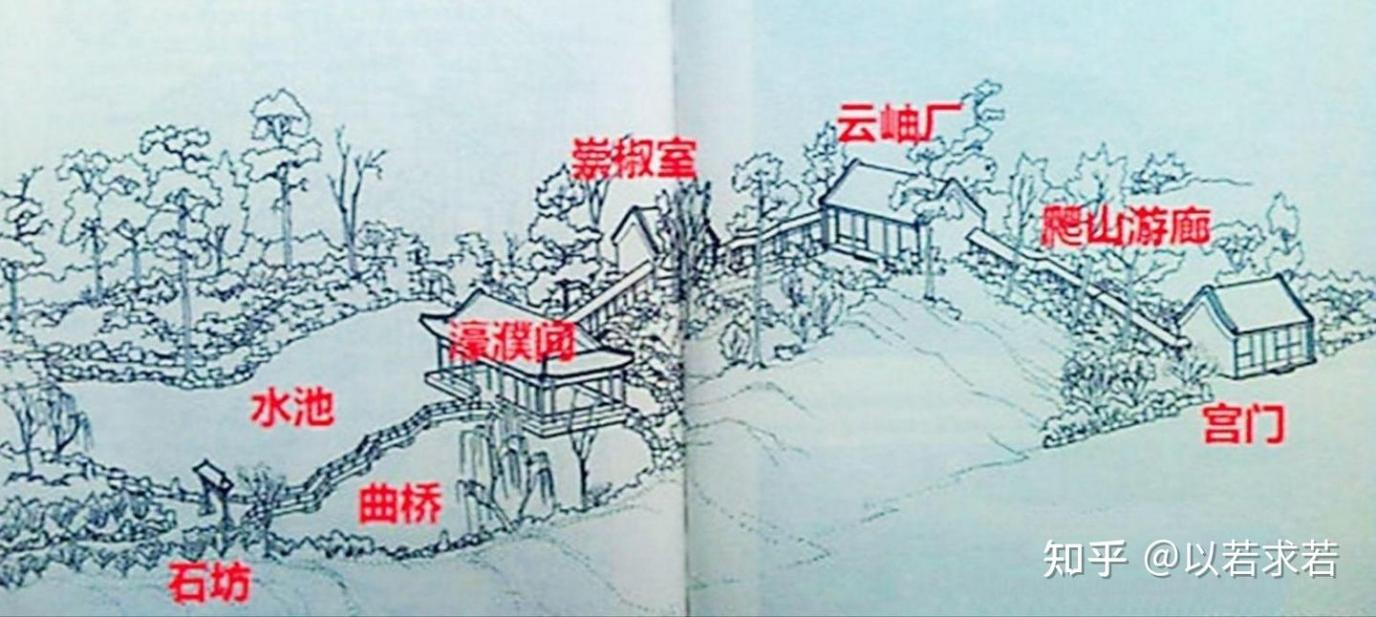 云岫厂
崇椒室
爬山游廊
濠濮间
水池
宫门
曲桥
石坊
知乎 @以若求若